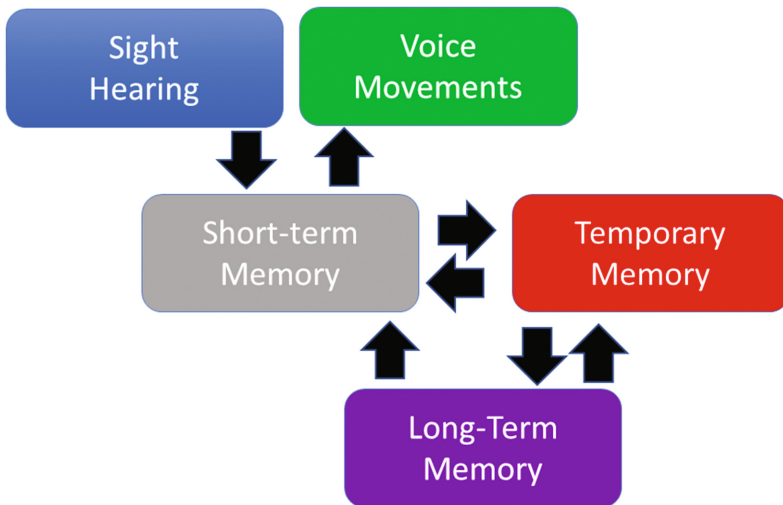 Sight
Hearing
Voice
Movements
Short-term
Memory
Temporary
Memory
Long-Term
Memory